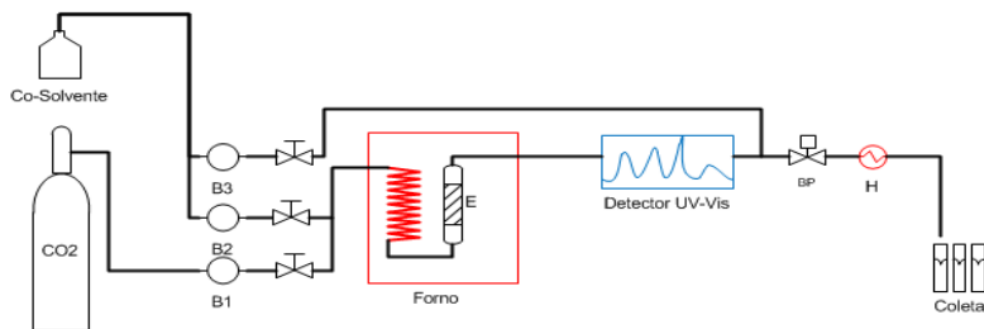 Co-Solvente
CO2
B3
B2
B1
E
Forno
Detector UV-Vis
BP
H
Coleta